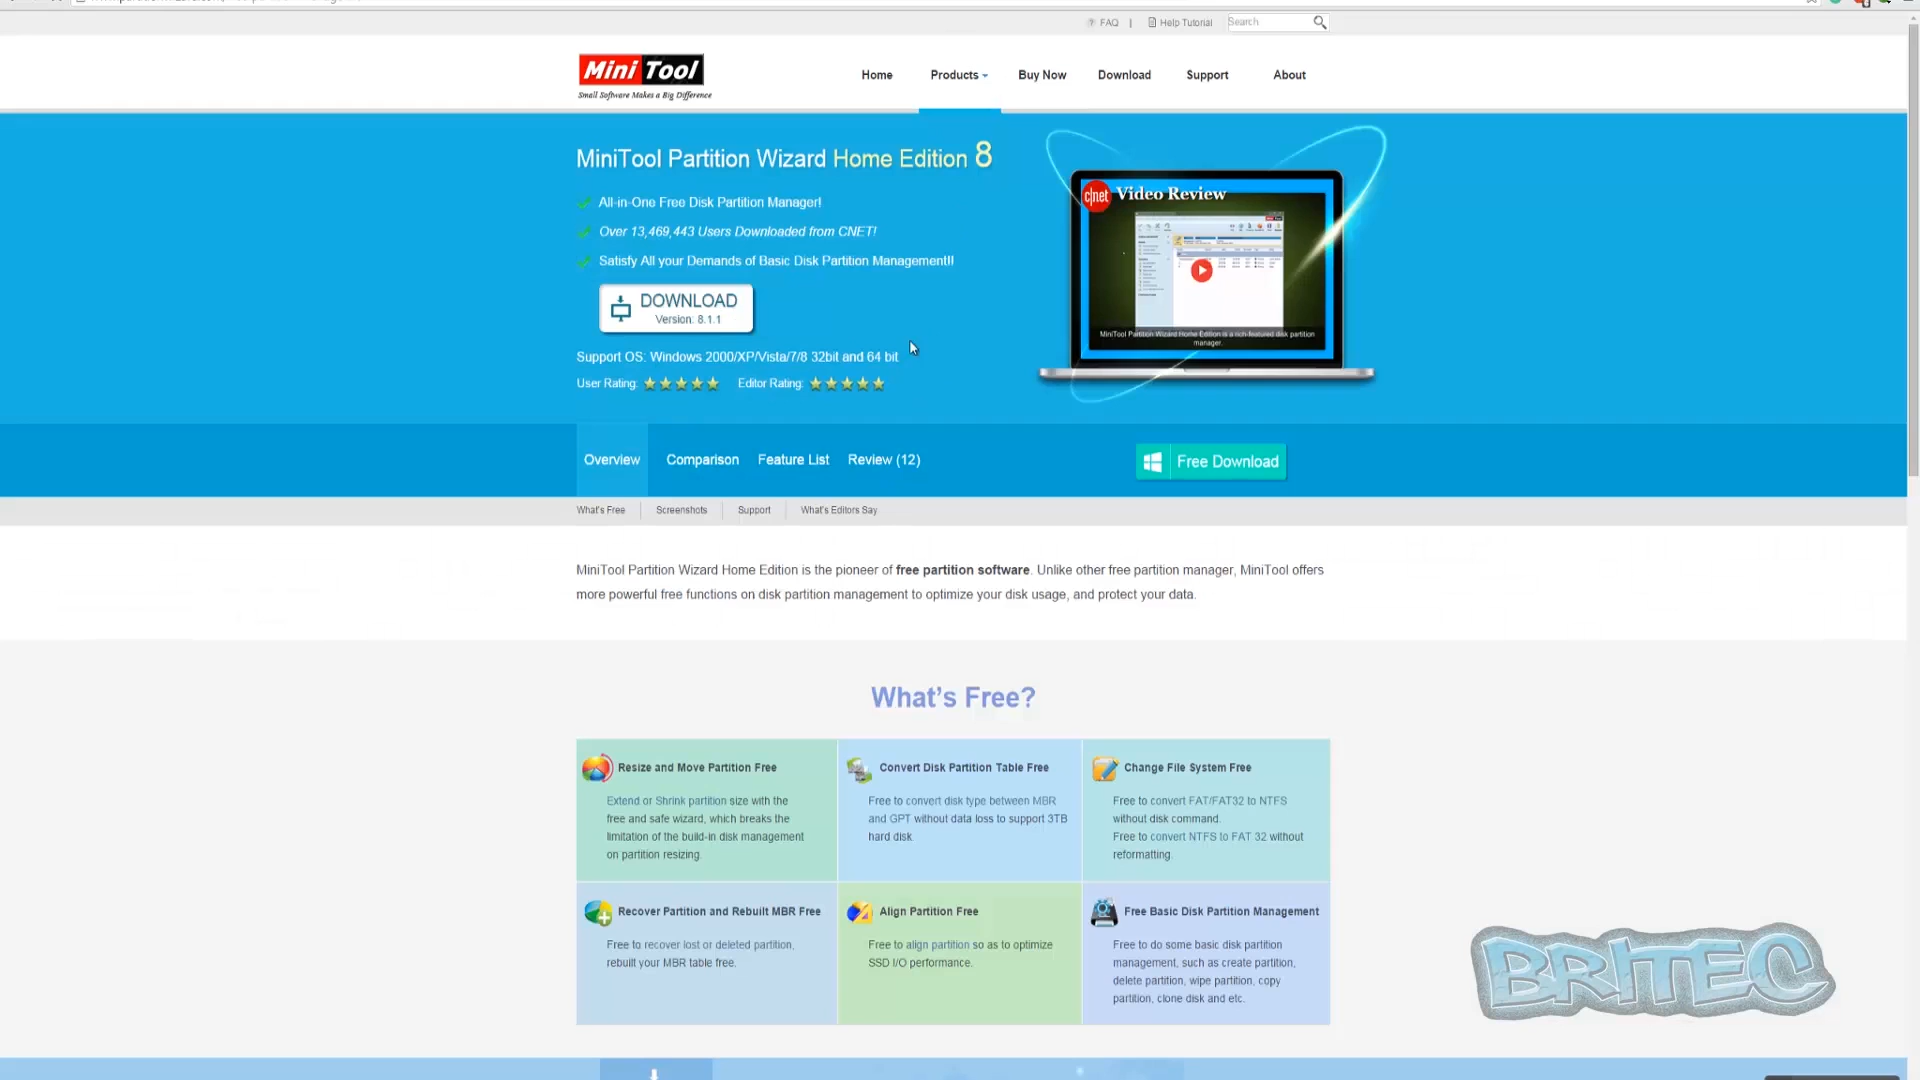 FAQ | Help Tutorial Search
Mini Tool
Small Software Makes a Big Difference
Home Products Buy Now Download Support About
MiniTool Partition Wizard Home Edition 8
All-in-One Free Disk Partition Manager!
Over 13,469,443 Users Downloaded from CNET!
Satisfy All your Demands of Basic Disk Partition Management!!
DOWNLOAD
Version: 8.1.1
Support OS: Windows 2000/XP/Vista/7/8 32bit and 64 bit
User Rating: Editor Rating:
c|net Video Review
MiniTool Partition Wizard Home Edition is a rich-featured disk partition
manager.
Overview Comparison Feature List Review (12) Free Download
What's Free Screenshots Support What's Editors Say
MiniTool Partition Wizard Home Edition is the pioneer of free partition software. Unlike other free partition manager, MiniTool offers
more powerful free functions on disk partition management to optimize your disk usage, and protect your data.
What's Free?
Resize and Move Partition Free
Extend or Shrink partition size with the
free and safe wizard, which breaks the
limitation of the build-in disk management
on partition resizing.
Convert Disk Partition Table Free
Free to convert disk type between MBR
and GPT without data loss to support 3TB
hard disk.
Change File System Free
Free to convert FAT/FAT32 to NTFS
without disk command.
Free to convert NTFS to FAT 32 without
reformatting.
Recover Partition and Rebuilt MBR Free
Free to recover lost or deleted partition,
rebuilt your MBR table free.
Align Partition Free
Free to align partition so as to optimize
SSD I/O performance.
Free Basic Disk Partition Management
Free to do some basic disk partition
management, such as create partition,
delete partition, wipe partition, copy
partition, clone disk and etc.
BRITEC